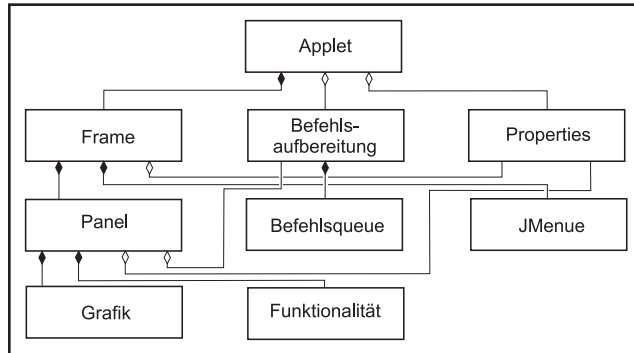 Applet
Frame
Befehls-
aufbereitung
Properties
Panel
Befehlsqueue
JMenue
Grafik
Funktionalität